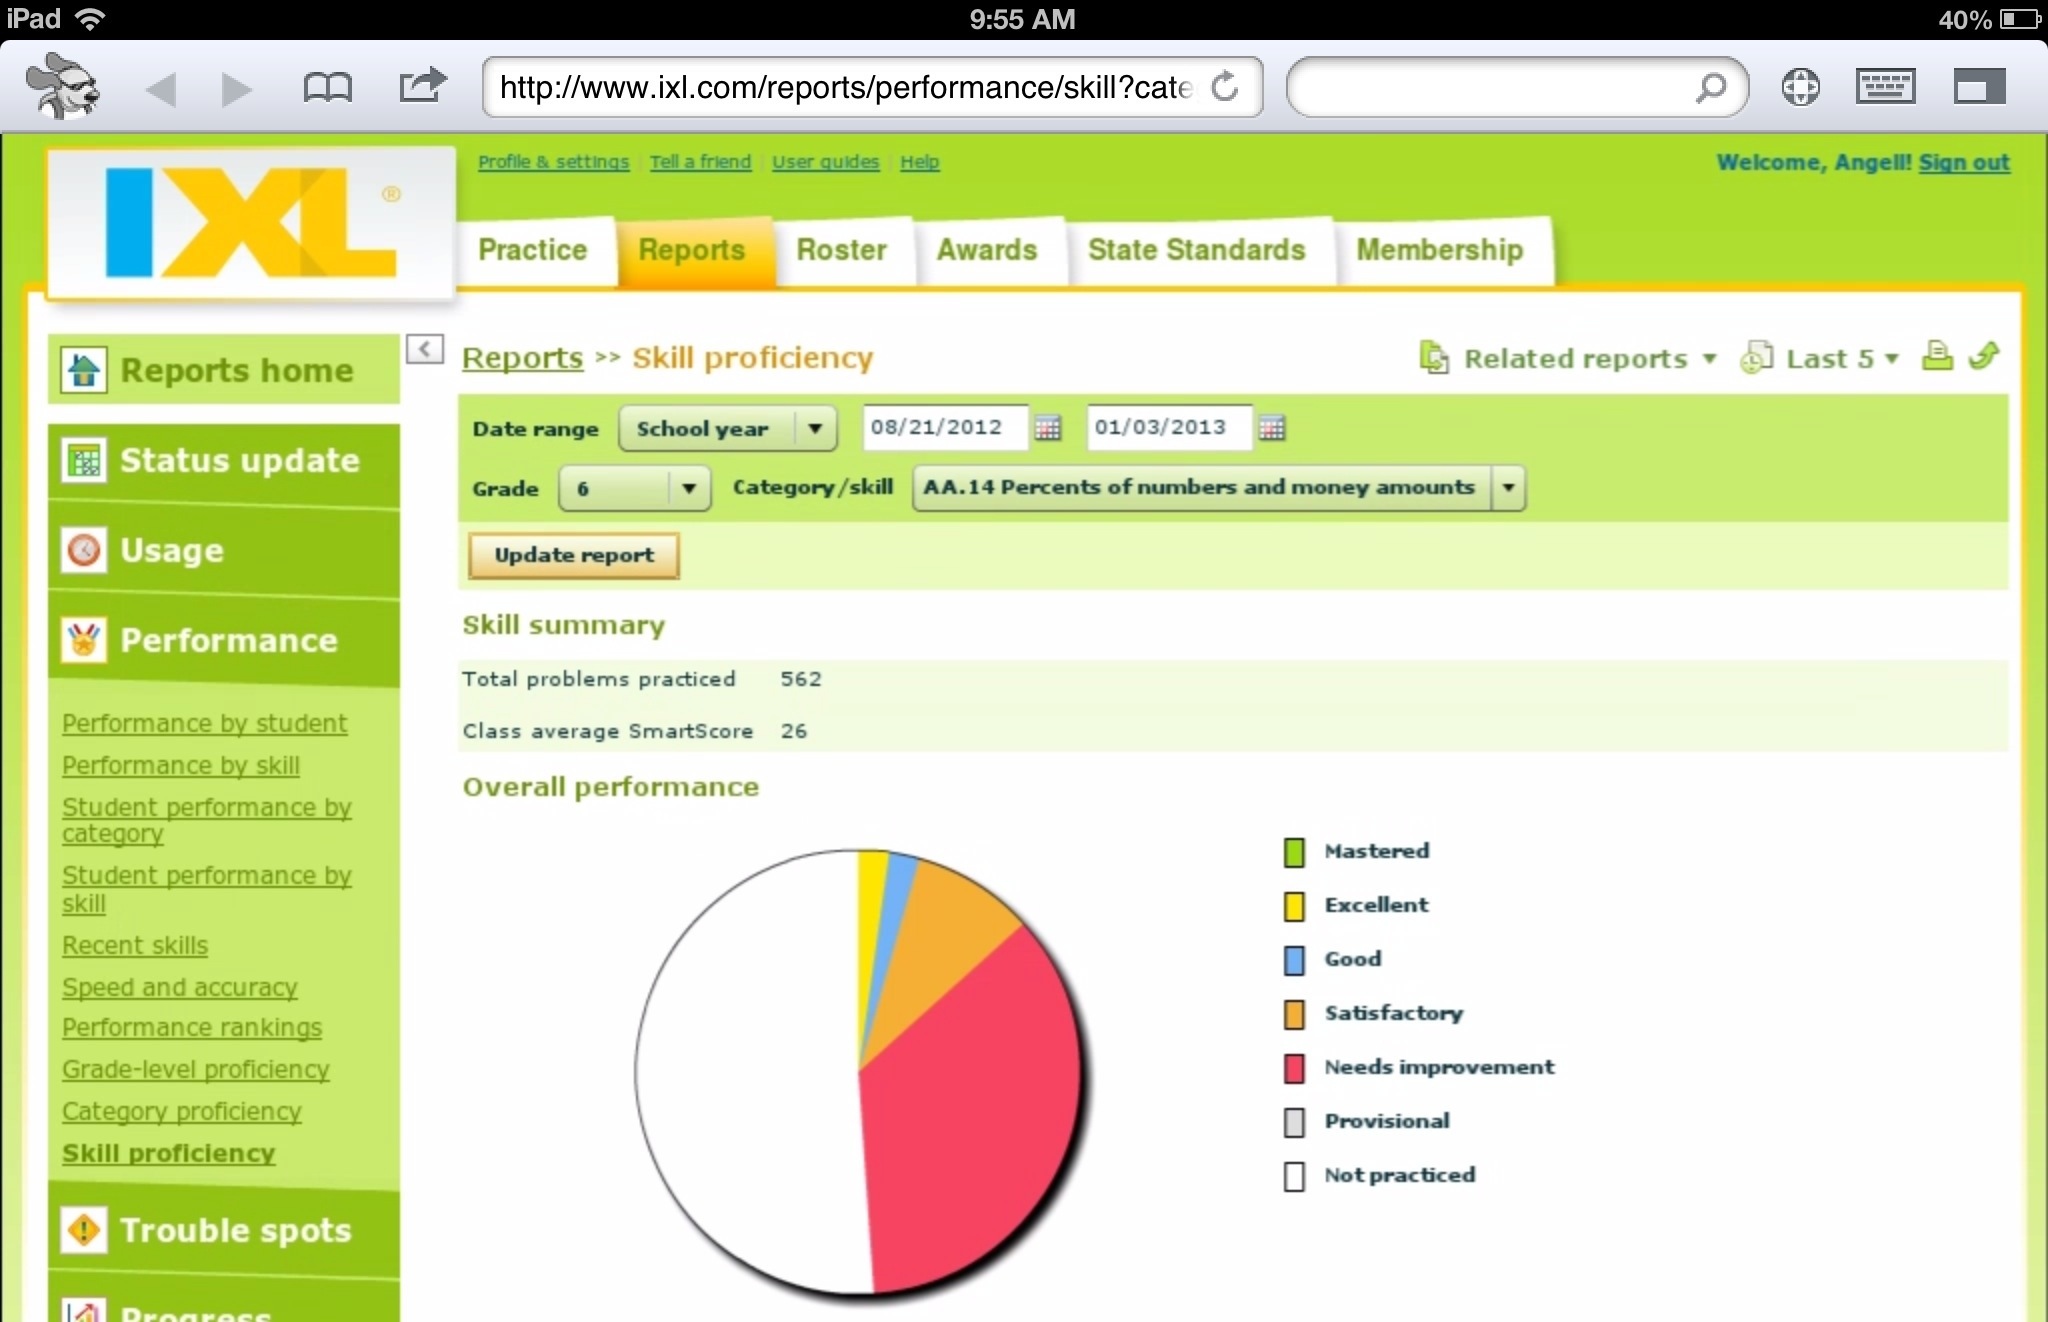 iPad
9:55 AM
40%
http://www.ixl.com/reports/performance/skill?cate
IXL®
Profile & settings
Tell a friend
User guides
Help
Welcome, Angell! Sign out
Practice
Reports
Roster
Awards
State Standards
Membership
Reports home
Status update
Usage
Performance
Performance by student
Performance by skill
Student performance by
category
Student performance by
skill
Recent skills
Speed and accuracy
Performance rankings
Grade-level proficiency
Category proficiency
Skill proficiency
Trouble spots
Progress
Reports >> Skill proficiency
Related reports
Last 5
Date range School year 08/21/2012 01/03/2013
Grade 6 Category/skill AA.14 Percents of numbers and money amounts
Update report
Skill summary
Total problems practiced 562
Class average SmartScore 26
Overall performance
Mastered
Excellent
Good
Satisfactory
Needs improvement
Provisional
Not practiced